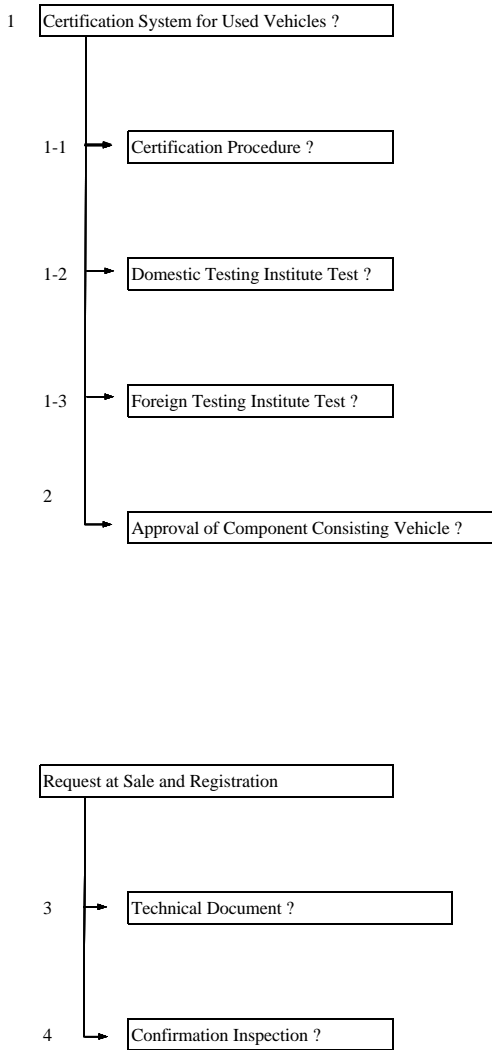 1 Certification System for Used Vehicles ?
1-1 Certification Procedure ?
1-2 Domestic Testing Institute Test ?
1-3 Foreign Testing Institute Test ?
2
Approval of Component Consisting Vehicle ?
Request at Sale and Registration
3 Technical Document ?
4 Confirmation Inspection ?